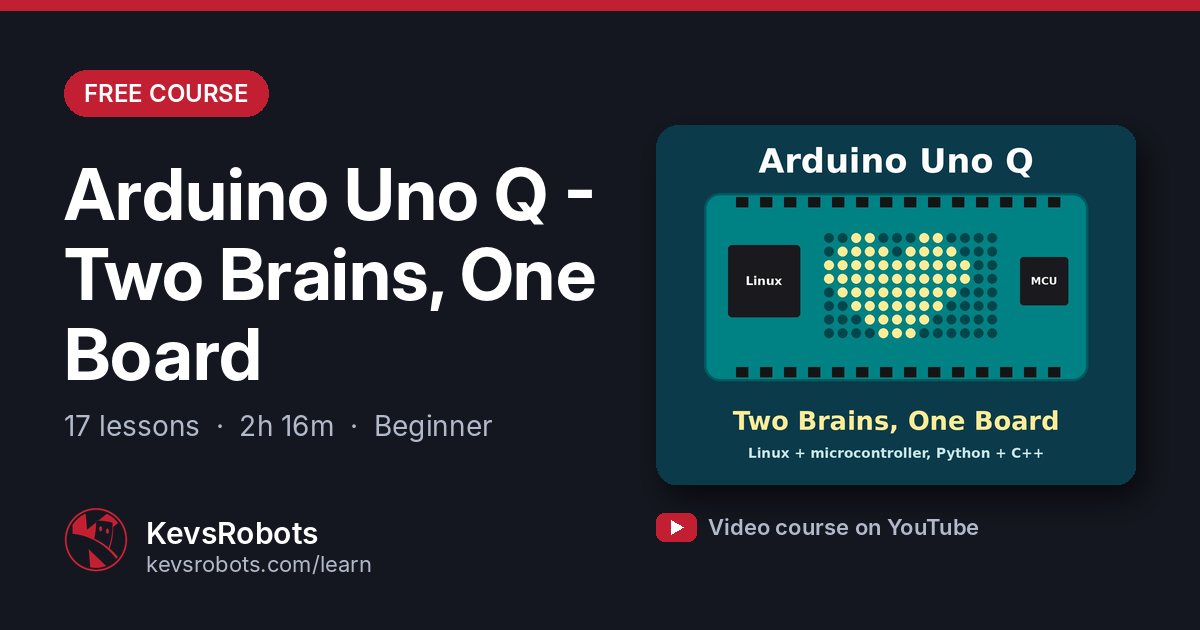 FREE COURSE
Arduino Uno Q -
Two Brains, One
Board
17 lessons · 2h 16m · Beginner
KevsRobots
kevsrobots.com/learn
Arduino Uno Q
Linux
MCU
Two Brains, One Board
Linux + microcontroller, Python + C++
Video course on YouTube